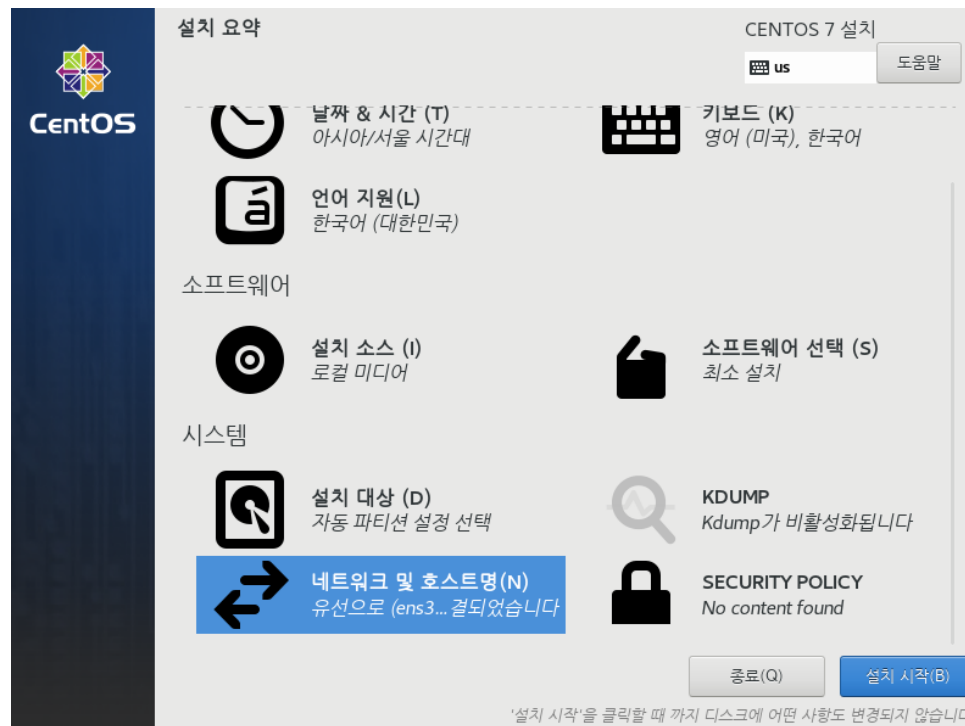 설치 요약
CENTOS 7 설치
us
도움말
CentOS
날짜 & 시간 (T)
아시아/서울 시간대
키보드 (K)
영어 (미국), 한국어
언어 지원(L)
한국어 (대한민국)
소프트웨어
설치 소스 (I)
로컬 미디어
소프트웨어 선택 (S)
최소 설치
시스템
설치 대상 (D)
자동 파티션 설정 선택
KDUMP
Kdump가 비활성화됩니다
네트워크 및 호스트명(N)
유선으로 (ens3...결되었습니다
SECURITY POLICY
No content found
종료(Q)
설치 시작(B)
'설치 시작'을 클릭할 때 까지 디스크에 어떤 사항도 변경되지 않습니다